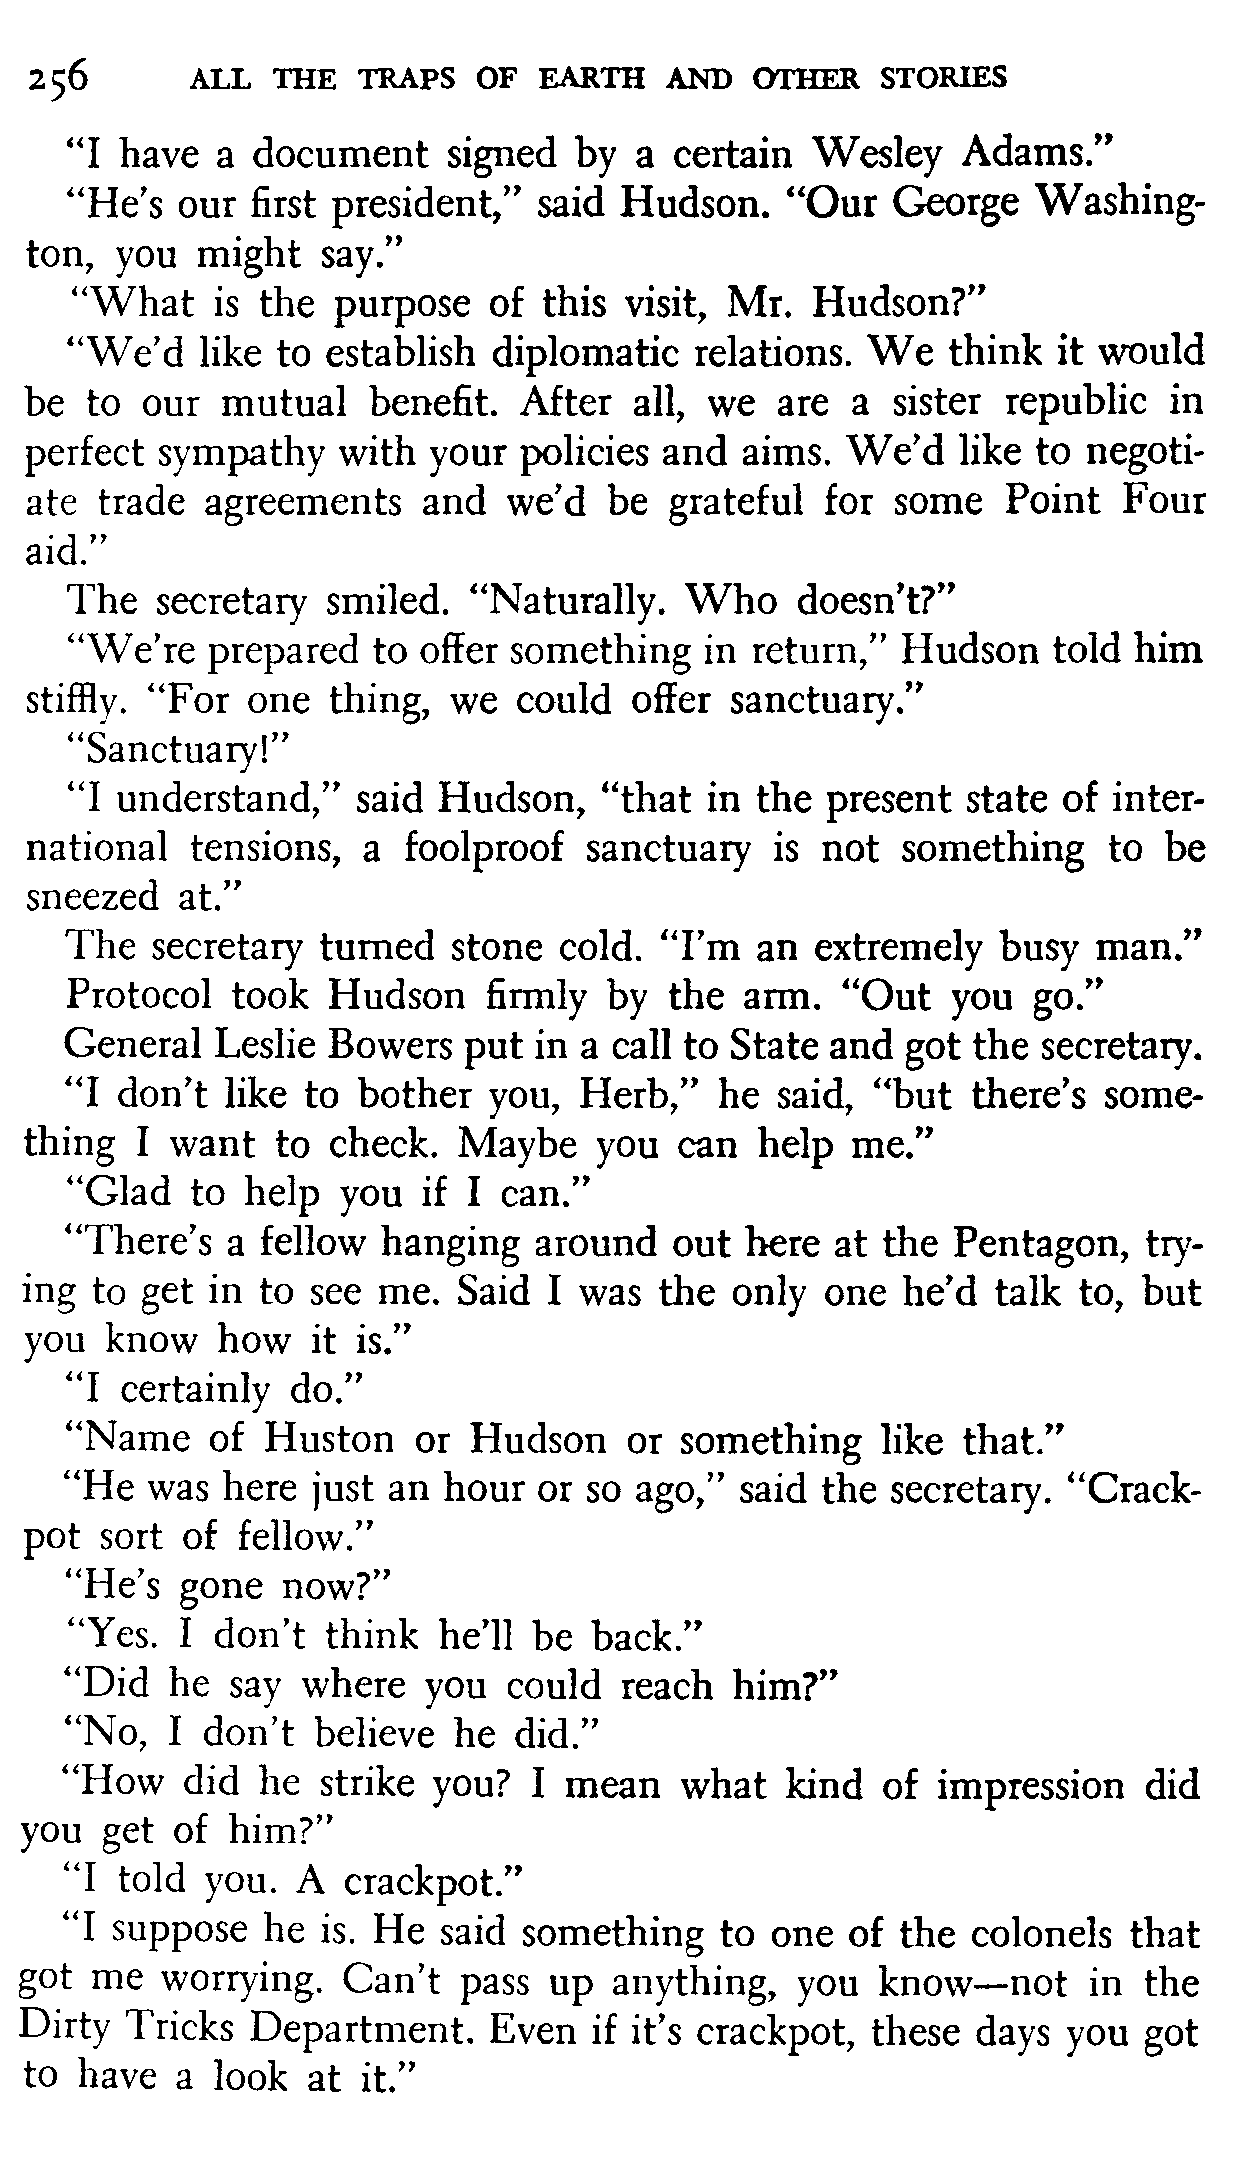 256 ALL THE TRAPS OF EARTH AND OTHER STORIES
“I have a document signed by a certain Wesley Adams.”
“He’s our first president,” said Hudson. “Our George Washing-
ton, you might say.”
“What is the purpose of this visit, Mr. Hudson?”
“We’d like to establish diplomatic relations. We think it would
be to our mutual benefit. After all, we are a sister republic in
perfect sympathy with your policies and aims. We’d like to negoti-
ate trade agreements and we’d be grateful for some Point Four
aid.”
The secretary smiled. “Naturally. Who doesn’t?”
“We’re prepared to offer something in return,” Hudson told him
stiffly. “For one thing, we could offer sanctuary.”
“Sanctuary!”
“I understand,” said Hudson, “that in the present state of inter-
national tensions, a foolproof sanctuary is not something to be
sneezed at.”
The secretary turned stone cold. “I’m an extremely busy man.”
Protocol took Hudson firmly by the arm. “Out you go.”
General Leslie Bowers put in a call to State and got the secretary.
“I don’t like to bother you, Herb,” he said, “but there’s some-
thing I want to check. Maybe you can help me.”
“Glad to help you if I can.”
“There’s a fellow hanging around out here at the Pentagon, try-
ing to get in to see me. Said I was the only one he’d talk to, but
you know how it is.”
“I certainly do.”
“Name of Huston or Hudson or something like that.”
“He was here just an hour or so ago,” said the secretary. “Crack-
pot sort of fellow.”
“He’s gone now?”
“Yes. I don’t think he’ll be back.”
“Did he say where you could reach him?”
“No, I don’t believe he did.”
“How did he strike you? I mean what kind of impression did
you get of him?”
“I told you. A crackpot.”
“I suppose he is. He said something to one of the colonels that
got me worrying. Can’t pass up anything, you know—not in the
Dirty Tricks Department. Even if it’s crackpot, these days you got
to have a look at it.”